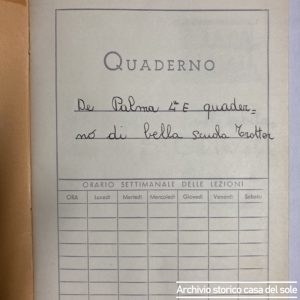 QUADERNO
De Palma 4ª E quader=
no di bella scuola Trotter
ORARIO SETTIMANALE DELLE LEZIONI
ORA Lunedì Martedì Mercoledì Giovedì Venerdì Sabato
Archivio storico casa del sole